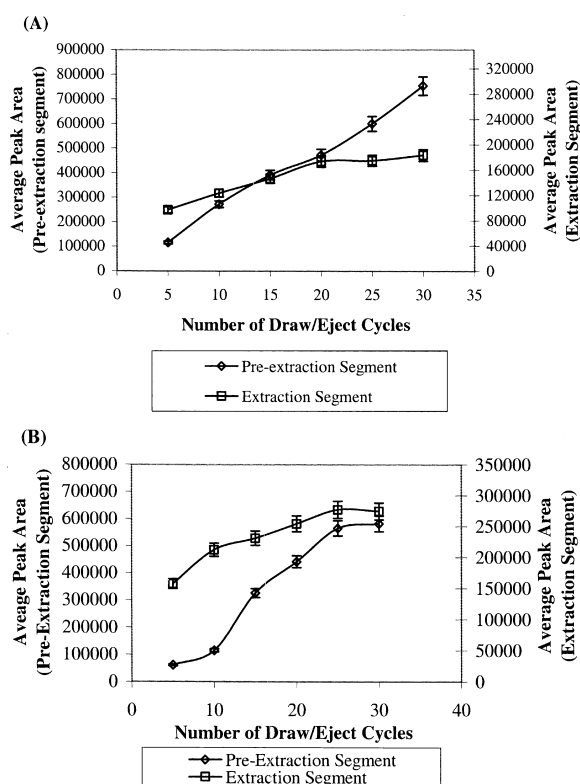 (A)
Average Peak Area
(Pre-extraction segment)
900000
800000
700000
600000
500000
400000
300000
200000
100000
0
320000
280000
240000
200000
160000
120000
80000
40000
0
Average Peak Area
(Extraction Segment)
0 5 10 15 20 25 30 35
Number of Draw/Eject Cycles
Pre-extraction Segment
Extraction Segment
(B)
Aveage Peak Area
(Pre-Extraction Segment)
800000
700000
600000
500000
400000
300000
200000
100000
0
350000
300000
250000
200000
150000
100000
50000
0
Average Peak Area
(Extraction Segment)
0 10 20 30 40
Number of Draw/Eject Cycles
Pre-Extraction Segment
Extraction Segment